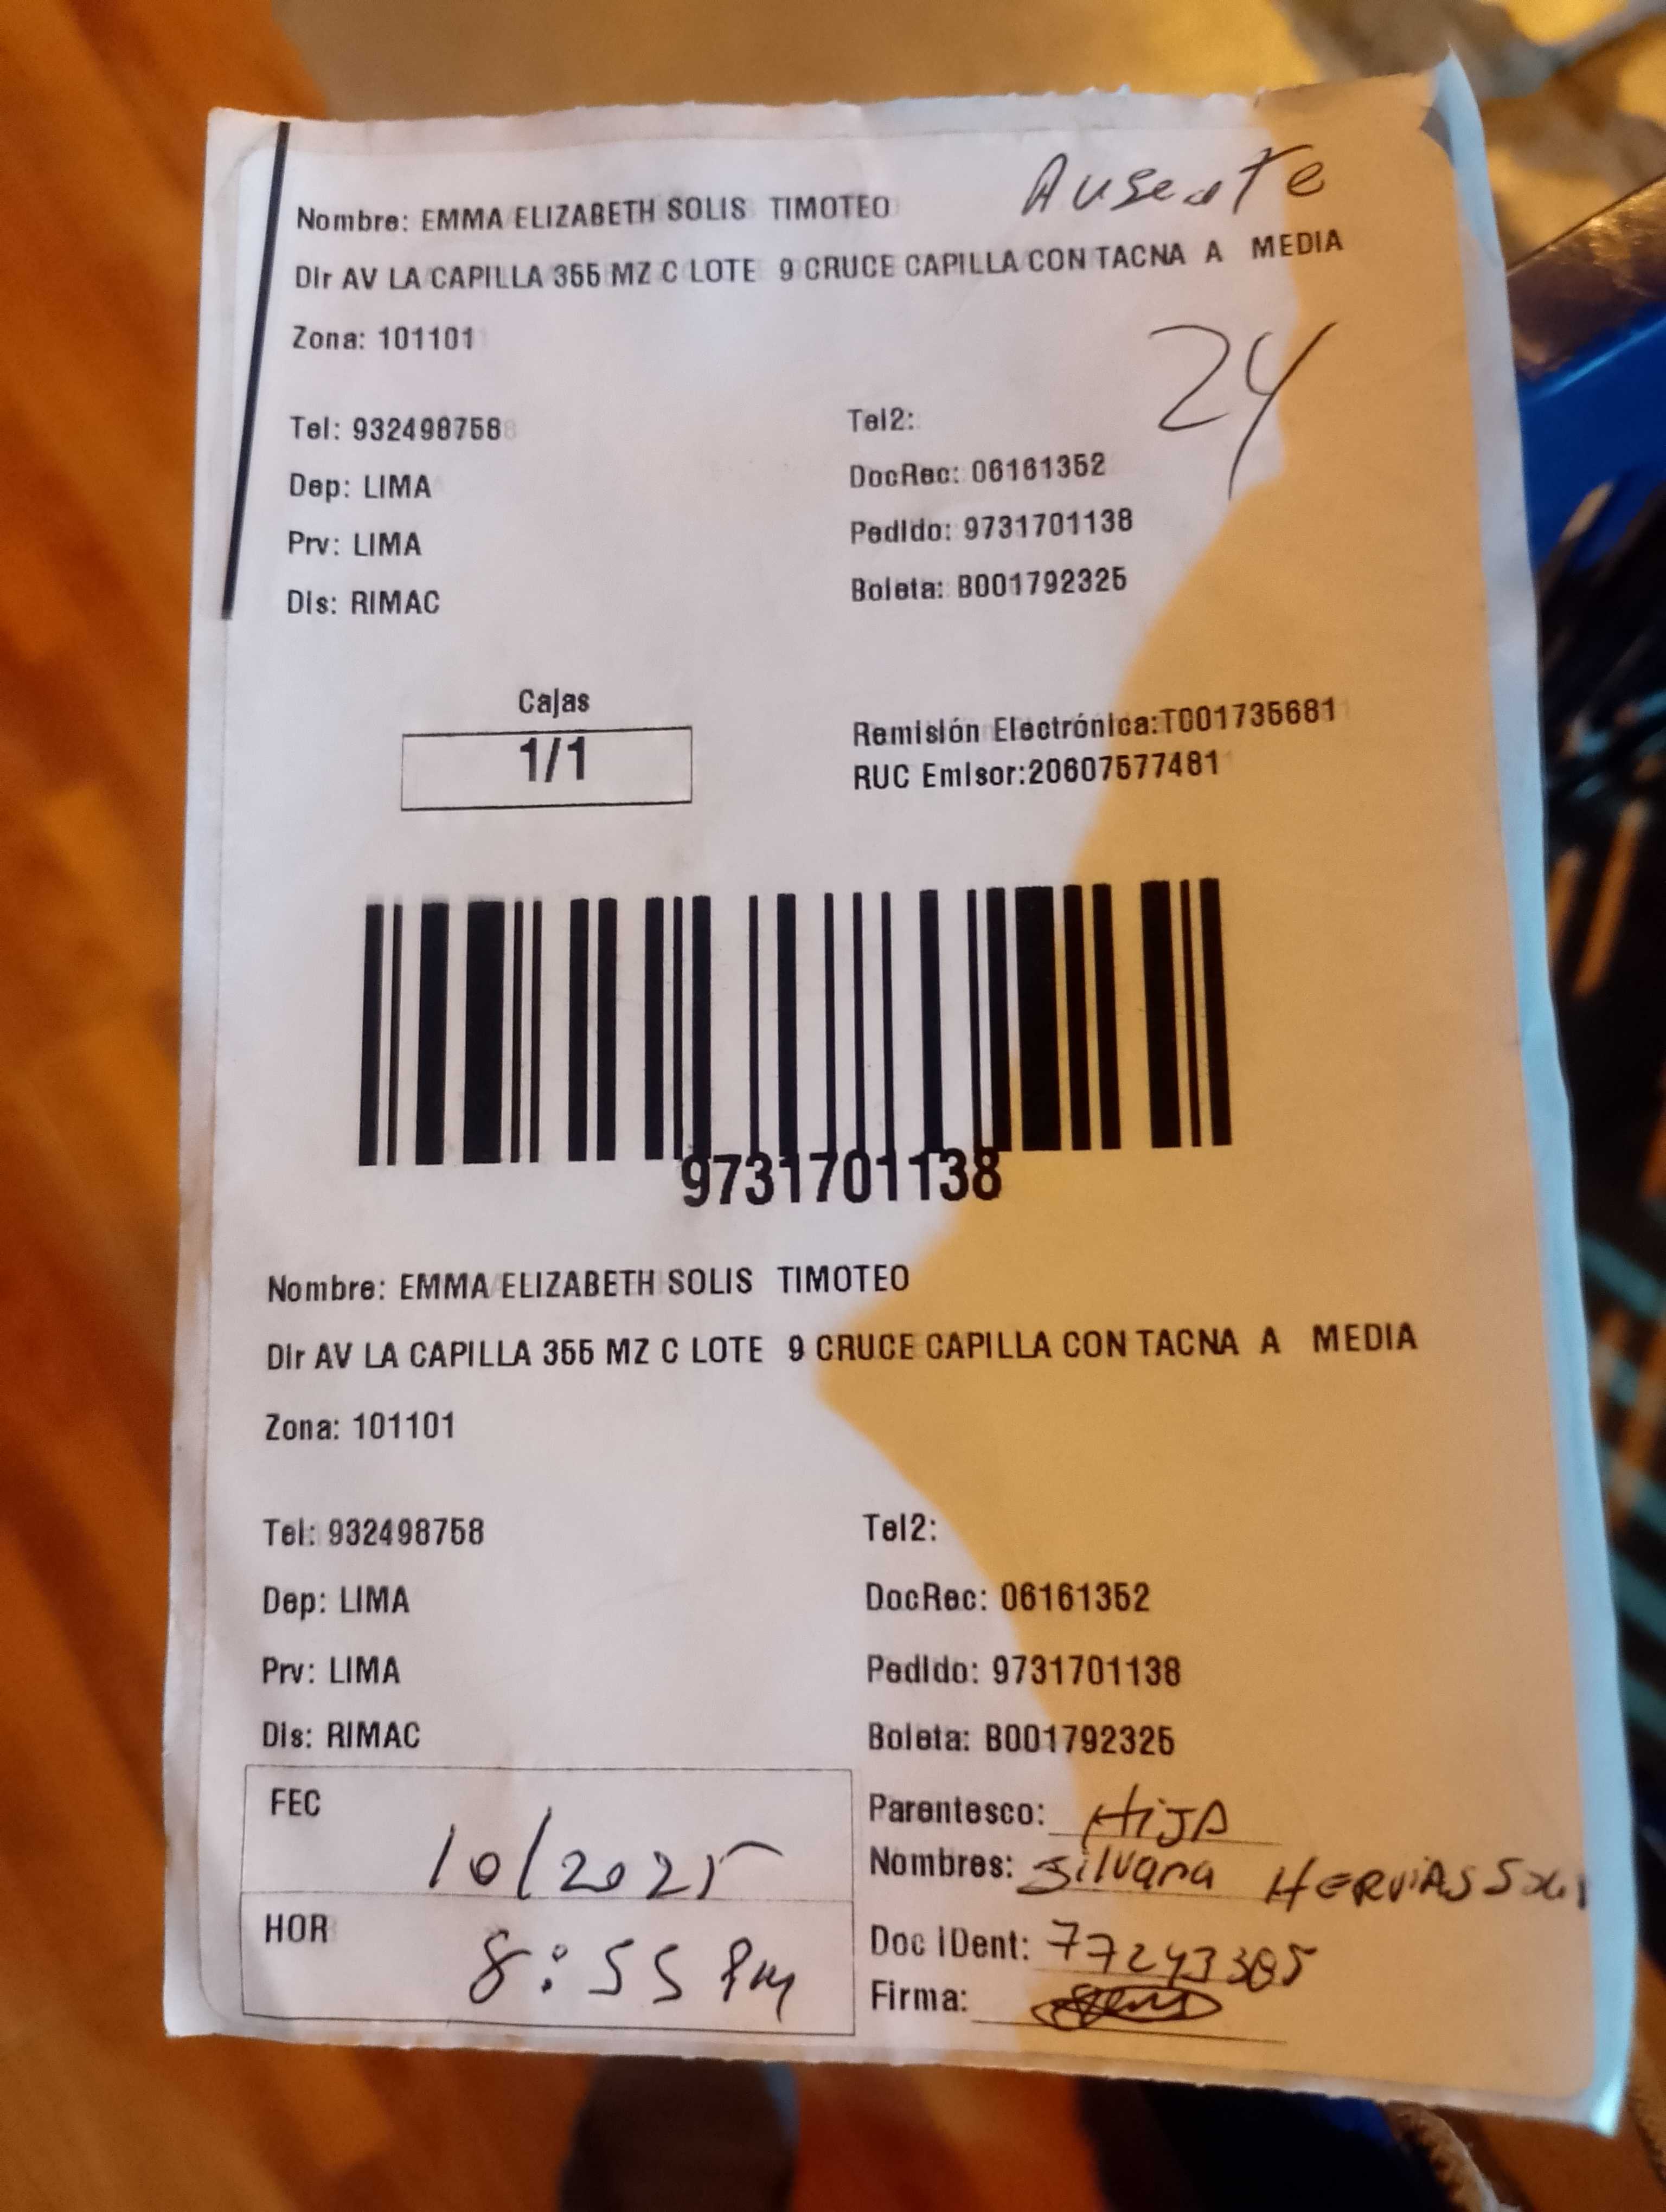 Ausente
Nombre: EMMA ELIZABETH SOLIS TIMOTEO
Dir AV LA CAPILLA 355 MZ C LOTE 9 CRUCE CAPILLA CON TACNA A MEDIA
Zona: 101101
24
Tel: 932498758
Tel2:
Dep: LIMA
DocRec: 06161352
Prv: LIMA
Pedido: 9731701138
Dis: RIMAC
Boleta: B001792325
Cajas
1/1
Remisión Electrónica:T001735681
RUC Emisor:20607577481
9731701138
Nombre: EMMA ELIZABETH SOLIS TIMOTEO
Dir AV LA CAPILLA 355 MZ C LOTE 9 CRUCE CAPILLA CON TACNA A MEDIA
Zona: 101101
Tel: 932498758
Tel2:
Dep: LIMA
DocRec: 06161352
Prv: LIMA
Pedido: 9731701138
Dis: RIMAC
Boleta: B001792325
FEC
10/2025
Parentesco: HIJA
Nombres: Silvana HERVIAS Solis
HOR
8:55 Pm
Doc IDent: 77243385
Firma: